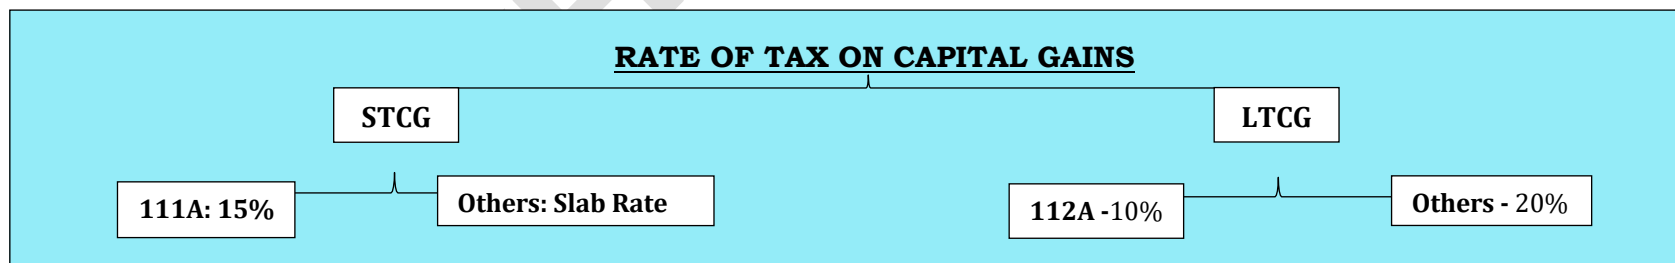 RATE OF TAX ON CAPITAL GAINS
STCG
LTCG
111A: 15%
Others: Slab Rate
112A -10%
Others - 20%